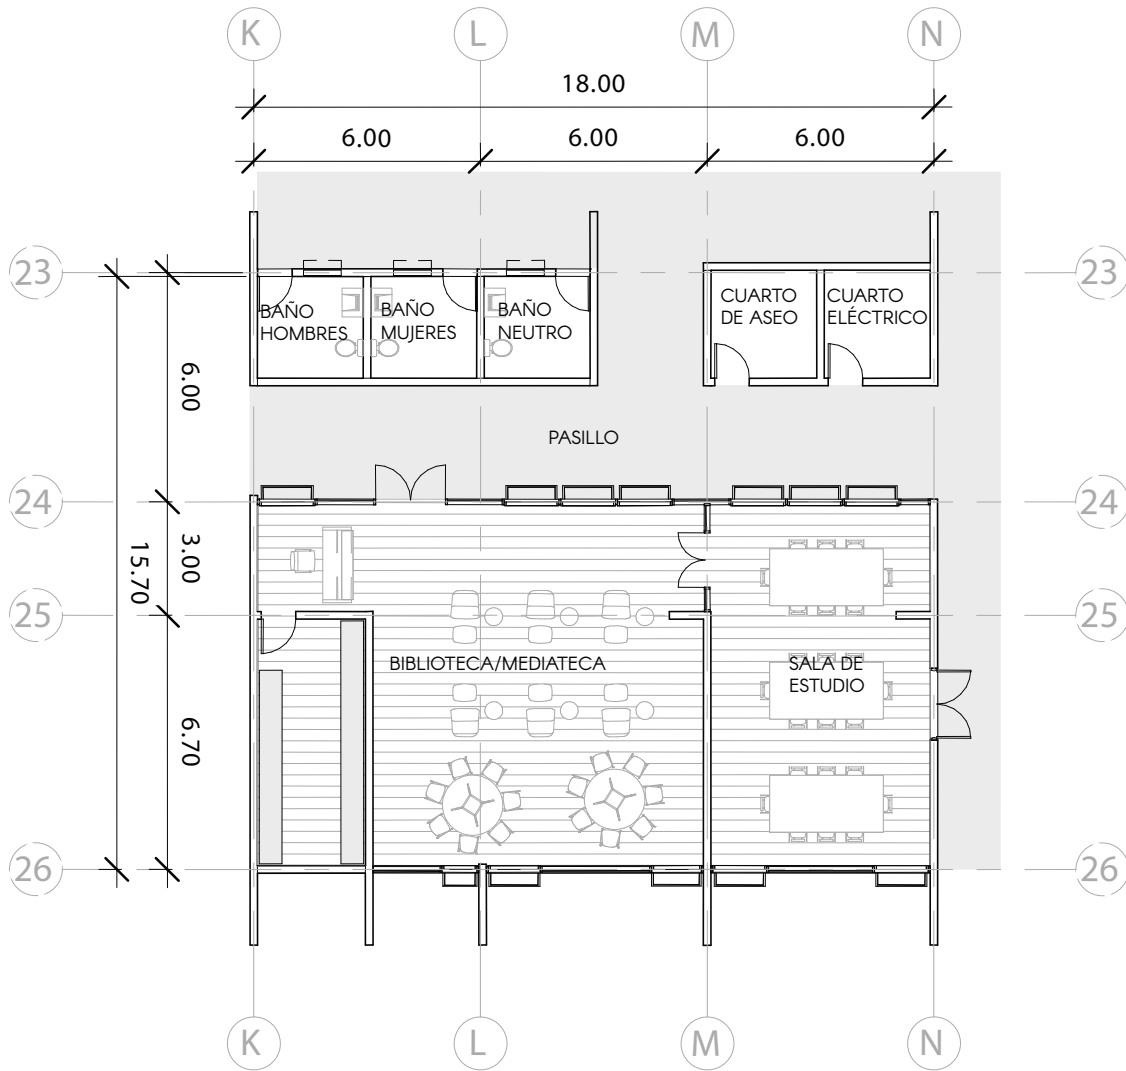 K
L
M
N
18.00
6.00
6.00
6.00
23
23
BAÑO
HOMBRES
BAÑO
MUJERES
BAÑO
NEUTRO
CUARTO
DE ASEO
CUARTO
ELÉCTRICO
6.00
PASILLO
24
24
3.00
15.70
25
25
BIBLIOTECA/MEDIATECA
SALA DE
ESTUDIO
6.70
26
26
K
L
M
N